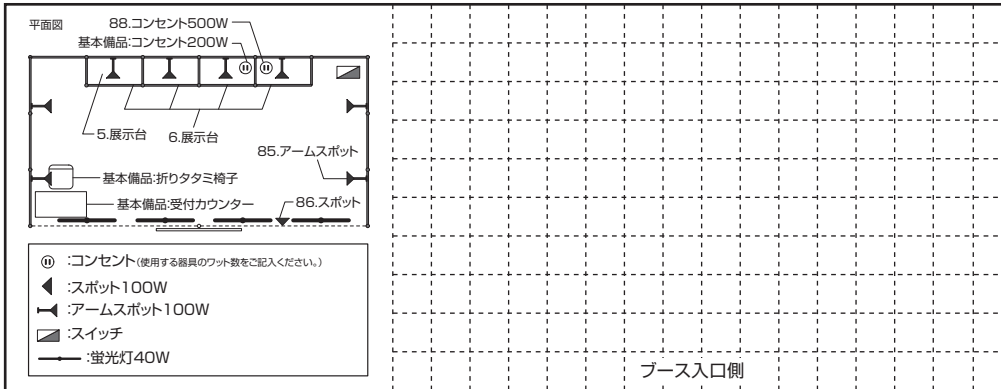 平面図
88.コンセント500W
基本備品:コンセント200W
5.展示台
6.展示台
85.アームスポット
基本備品:折りタタミ椅子
基本備品:受付カウンター
86.スポット
:コンセント(使用する器具のワット数をご記入ください。)
:スポット100W
:アームスポット100W
:スイッチ
:蛍光灯40W
ブース入口側